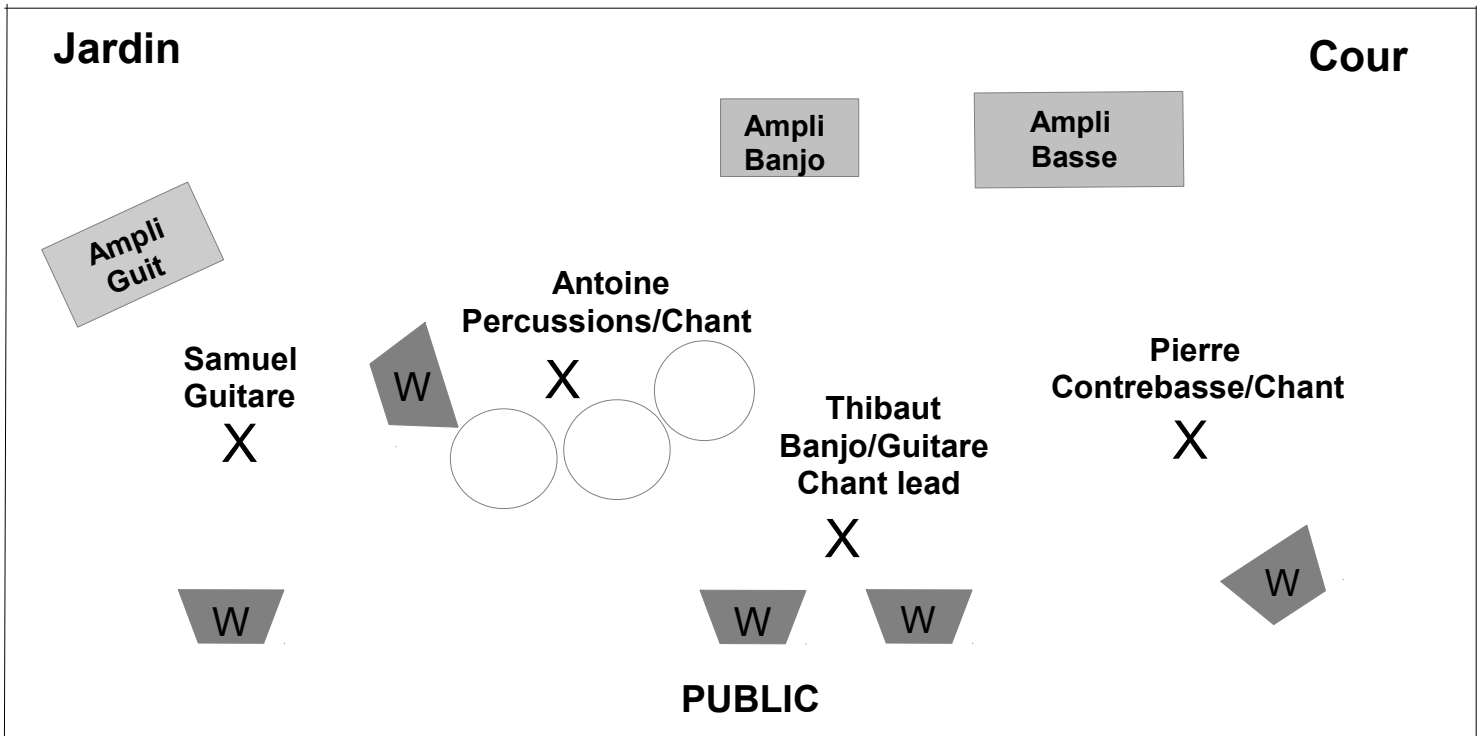 Jardin
Cour
Ampli
Banjo
Ampli
Basse
Ampli
Guit
Antoine
Percussions/Chant
X
Samuel
Guitare
X
W
Pierre
Contrebasse/Chant
X
Thibaut
Banjo/Guitare
Chant lead
X
W
W
W
W
PUBLIC